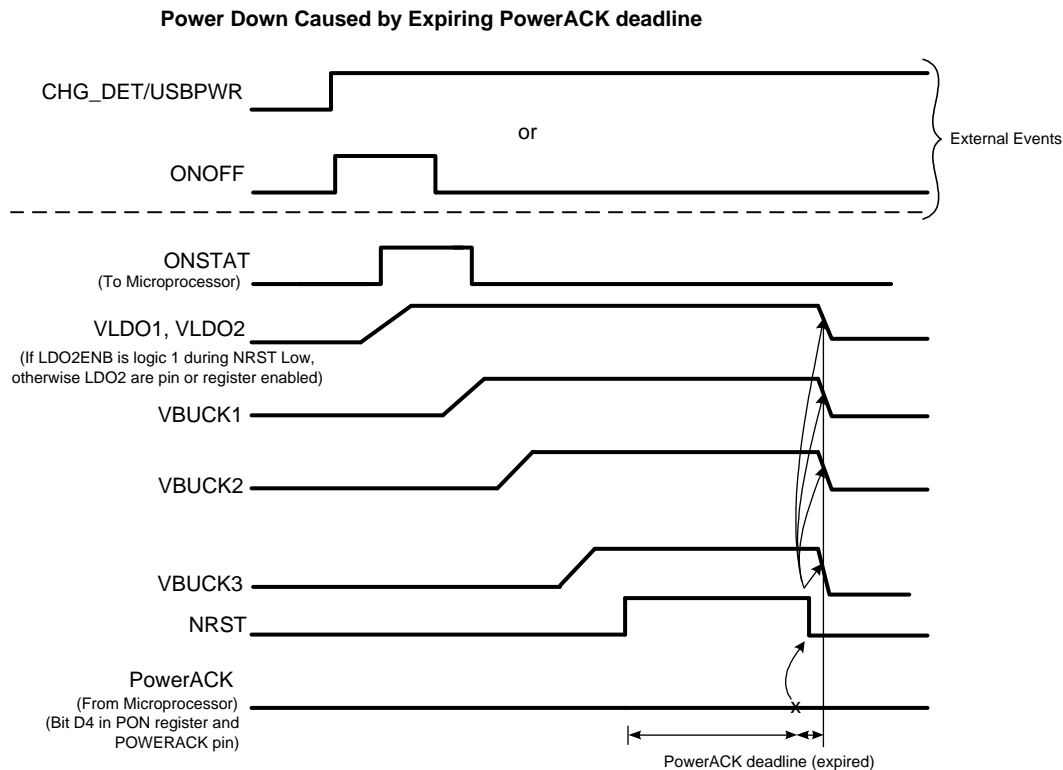 Power Down Caused by Expiring PowerACK deadline
CHG_DET/USBPWR
or
External Events
ONOFF
ONSTAT
(To Microprocessor)
VLDO1, VLDO2
(If LDO2ENB is logic 1 during NRST Low,
otherwise LDO2 are pin or register enabled)
VBUCK1
VBUCK2
VBUCK3
NRST
PowerACK
(From Microprocessor)
(Bit D4 in PON register and
POWERACK pin)
x
PowerACK deadline (expired)